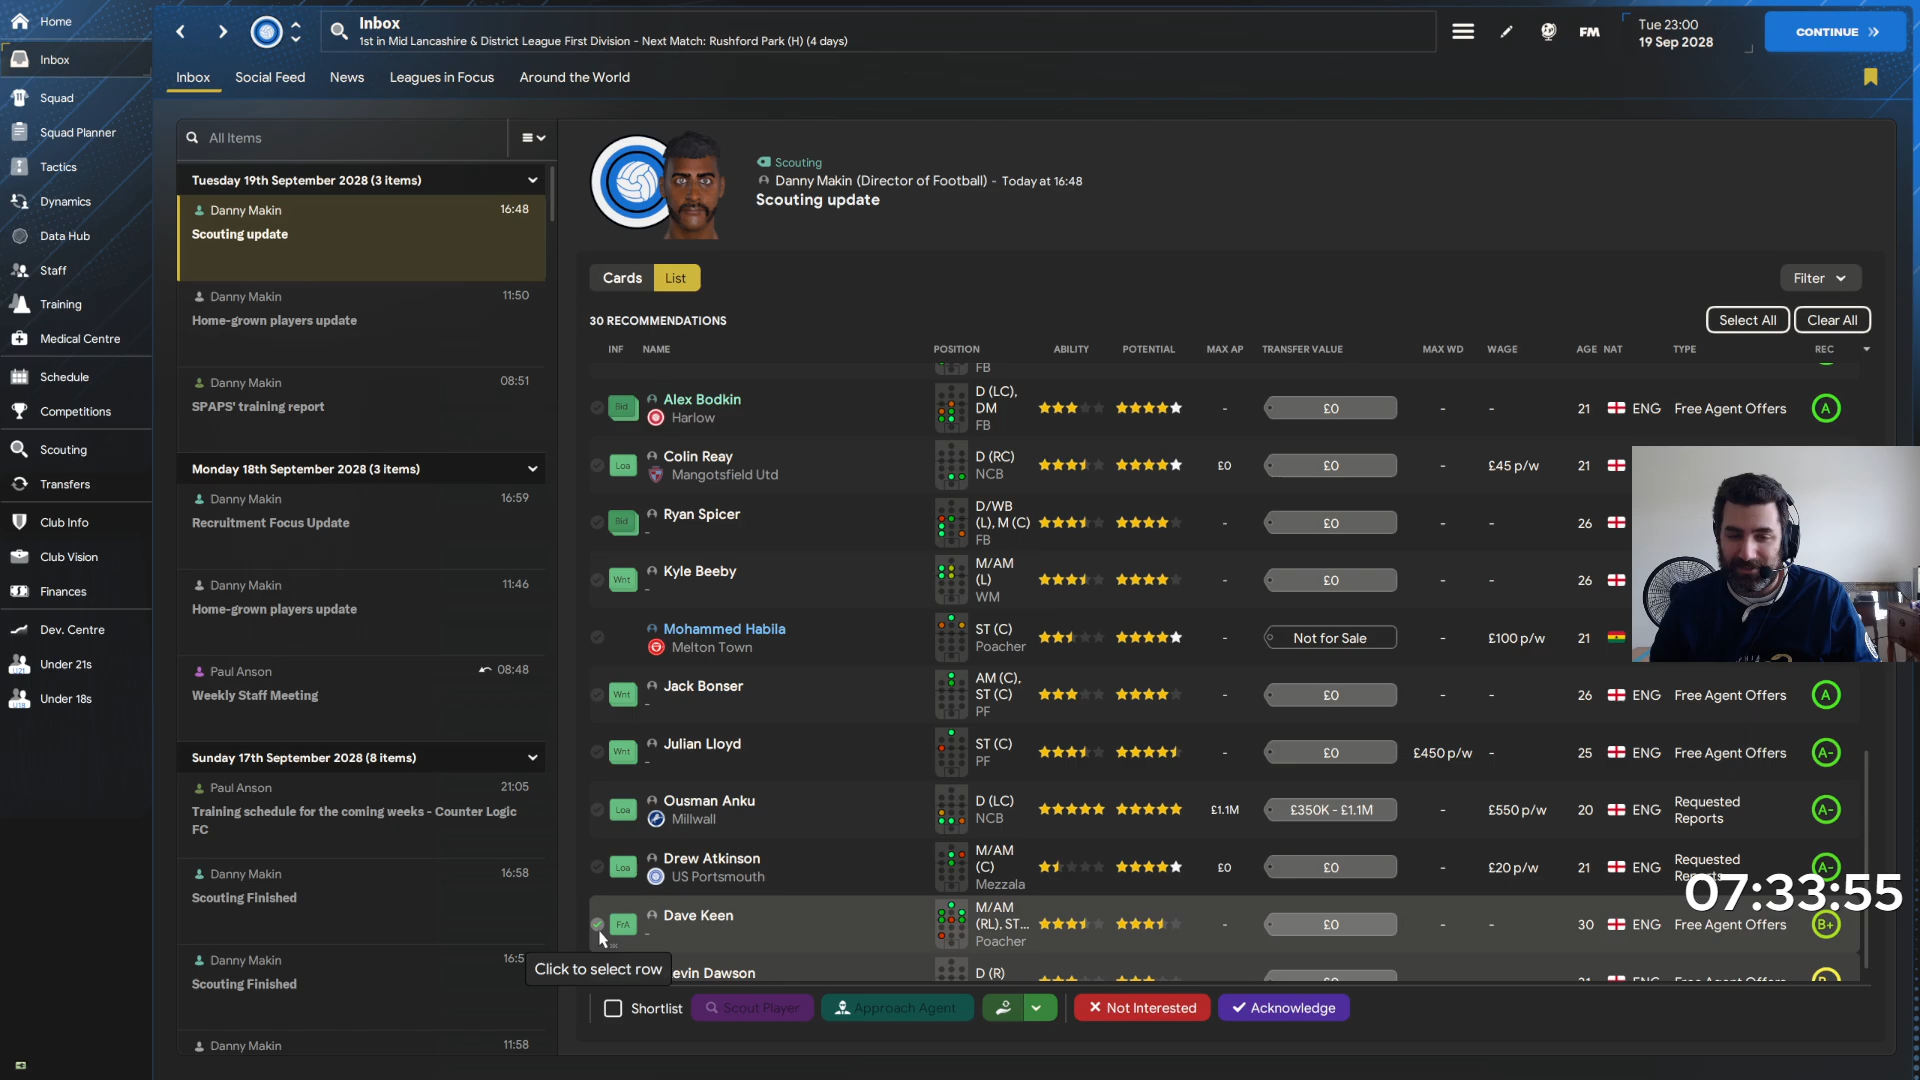 Home
Inbox
1st in Mid Lancashire & District League First Division - Next Match: Rushford Park (H) (4 days)
FM
Tue 23:00
19 Sep 2028
CONTINUE
Inbox
Social Feed
News
Leagues in Focus
Around the World
Inbox
Squad
Squad Planner
Tactics
Dynamics
Data Hub
Staff
Training
Medical Centre
Schedule
Competitions
Scouting
Transfers
Club Info
Club Vision
Finances
Dev. Centre
Under 21s
Under 18s
All Items
Tuesday 19th September 2028 (3 items)
Danny Makin 16:48
Scouting update
Danny Makin 11:50
Home-grown players update
Danny Makin 08:51
SPAPS' training report
Monday 18th September 2028 (3 items)
Danny Makin 16:59
Recruitment Focus Update
Danny Makin 11:46
Home-grown players update
Paul Anson 08:48
Weekly Staff Meeting
Sunday 17th September 2028 (8 items)
Paul Anson 21:05
Training schedule for the coming weeks - Counter Logic
FC
Danny Makin 16:58
Scouting Finished
Danny Makin 16:5
Scouting Finished
Danny Makin 11:58
Scouting
Danny Makin (Director of Football) - Today at 16:48
Scouting update
Cards List
Filter
30 RECOMMENDATIONS
Select All
Clear All
INF NAME POSITION ABILITY POTENTIAL MAX AP TRANSFER VALUE MAX WD WAGE AGE NAT TYPE REC
FB
Bid Alex Bodkin Harlow D (LC), DM FB - £0 - - 21 ENG Free Agent Offers A
Loa Colin Reay Mangotsfield Utd D (RC) NCB £0 £0 - £45 p/w 21
Bid Ryan Spicer - D/WB (L), M (C) FB - £0 - - 26
Wnt Kyle Beeby - M/AM (L) WM - £0 - - 26
Mohammed Habila Melton Town ST (C) Poacher - Not for Sale - £100 p/w 21
Wnt Jack Bonser - AM (C), ST (C) PF - £0 - - 26 ENG Free Agent Offers A
Wnt Julian Lloyd - ST (C) PF - £0 £450 p/w - 25 ENG Free Agent Offers A-
Loa Ousman Anku Millwall D (LC) NCB £1.1M £350K - £1.1M - £550 p/w 20 ENG Requested Reports A-
Loa Drew Atkinson US Portsmouth M/AM (C) Mezzala £0 £0 - £20 p/w 21 ENG Requested Reports A-
FrA Dave Keen - M/AM (RL), ST... Poacher - £0 - - 30 ENG Free Agent Offers B+
evin Dawson D (R)
07:33:55
Click to select row
Shortlist
Scout Player
Approach Agent
Not Interested
Acknowledge